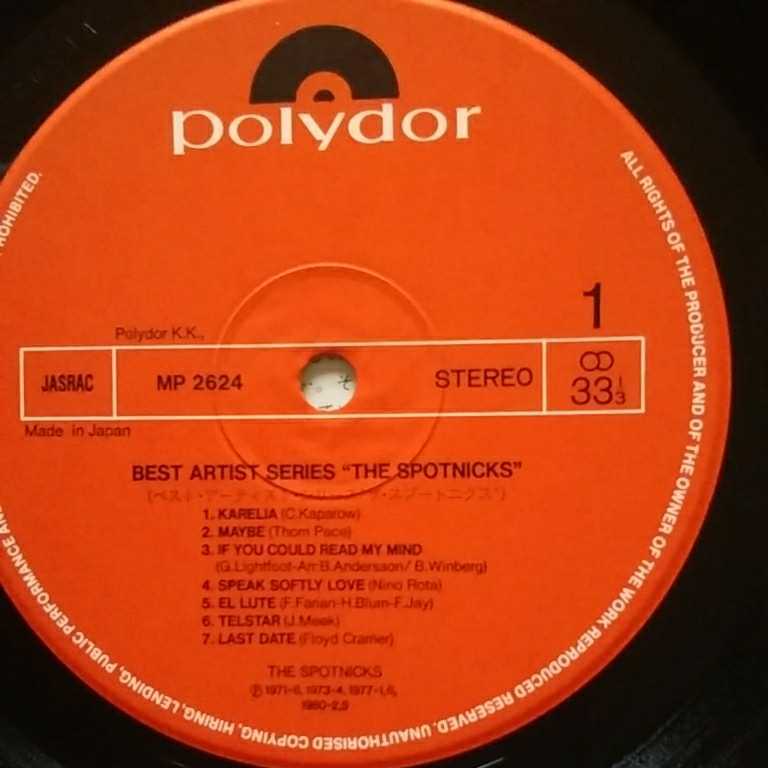 polydor
1
Polydor K.K.,
JASRAC
MP 2624
STEREO
33 1/3
Made in Japan
BEST ARTIST SERIES "THE SPOTNICKS"
1. KARELIA (C.Kaparow)
2. MAYBE (Thom Pace)
3. IF YOU COULD READ MY MIND
(G.Lightfoot-Arr:B.Andersson/ B.Winberg)
4. SPEAK SOFTLY LOVE (Nino Rota)
5. EL LUTE (F.Farian-H.Blum-F.Jay)
6. TELSTAR (J.Meek)
7. LAST DATE (Floyd Cramer)
THE SPOTNICKS
℗ 1971-6, 1973-4, 1977-1,6,
1980-2,9
ALL RIGHTS OF THE PRODUCER AND OF THE OWNER OF THE WORK REPRODUCED RESERVED. UNAUTHORISED COPYING, HIRING, LENDING, PUBLIC PERFORMANCE AND